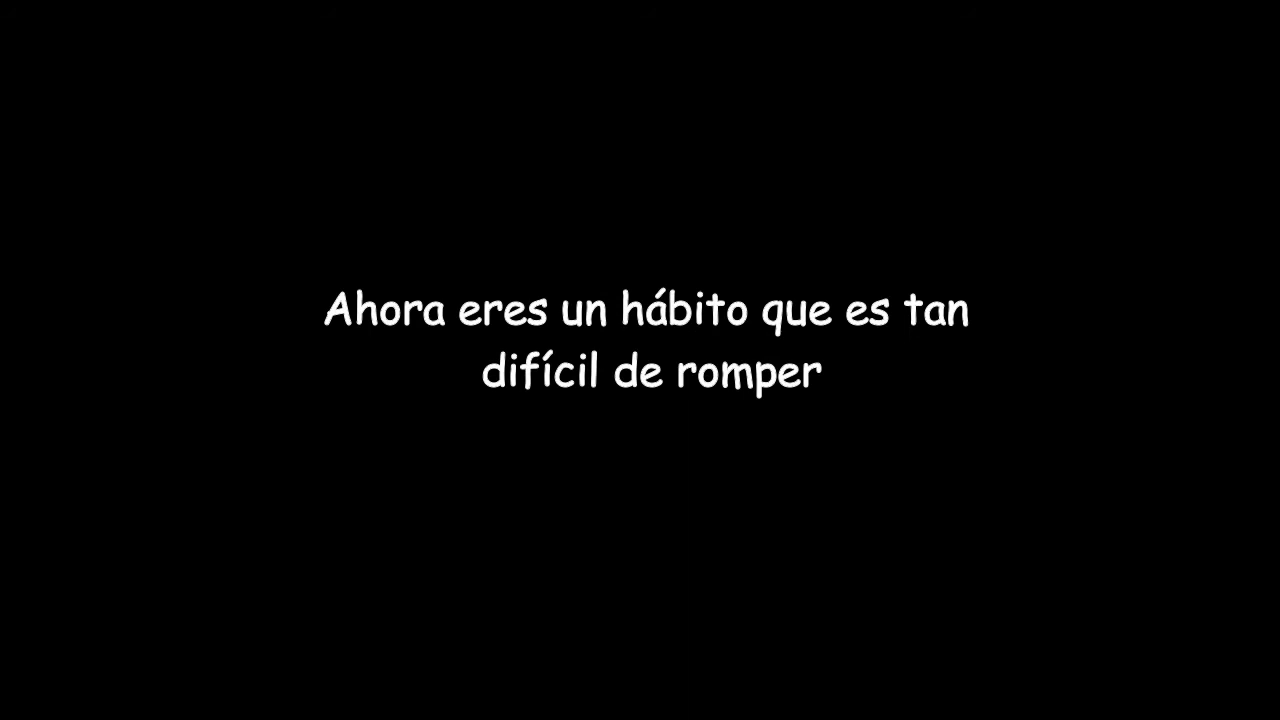 Ahora eres un hábito que es tan
difícil de romper